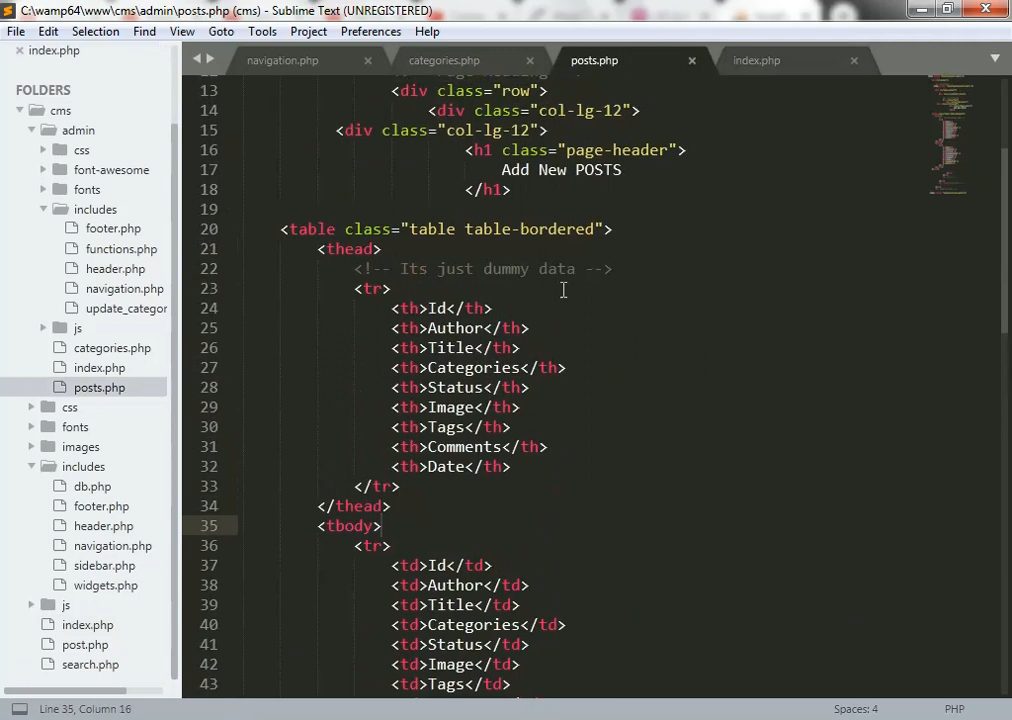 C:\wamp64\www\cms\admin\posts.php (cms) - Sublime Text (UNREGISTERED)
File Edit Selection Find View Goto Tools Project Preferences Help
index.php
FOLDERS
cms
admin
css
font-awesome
fonts
includes
footer.php
functions.php
header.php
navigation.php
update_categor
js
categories.php
index.php
posts.php
css
fonts
images
includes
db.php
footer.php
header.php
navigation.php
sidebar.php
widgets.php
js
index.php
post.php
search.php
navigation.php categories.php posts.php index.php
13 <div class="row">
14 <div class="col-lg-12">
15 <div class="col-lg-12">
16 <h1 class="page-header">
17 Add New POSTS
18 </h1>
19
20 <table class="table table-bordered">
21 <thead>
22 <!-- Its just dummy data -->
23 <tr>
24 <th>Id</th>
25 <th>Author</th>
26 <th>Title</th>
27 <th>Categories</th>
28 <th>Status</th>
29 <th>Image</th>
30 <th>Tags</th>
31 <th>Comments</th>
32 <th>Date</th>
33 </tr>
34 </thead>
35 <tbody>
36 <tr>
37 <td>Id</td>
38 <td>Author</td>
39 <td>Title</td>
40 <td>Categories</td>
41 <td>Status</td>
42 <td>Image</td>
43 <td>Tags</td>
Line 35, Column 16 Spaces: 4 PHP